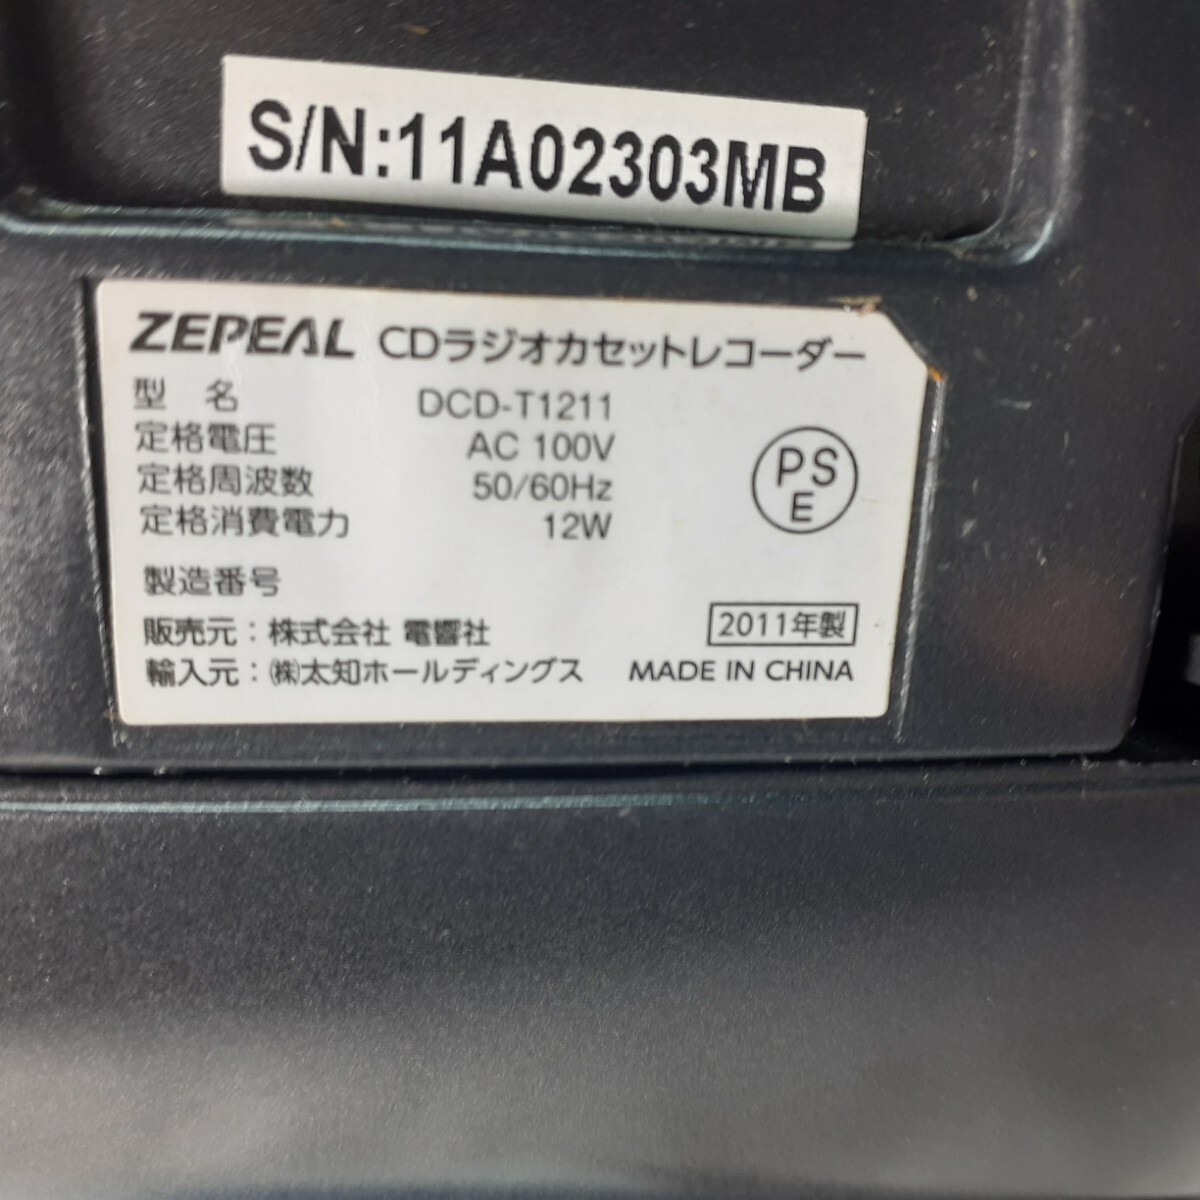 S/N:11A02303MB
ZEPEAL CDラジオカセットレコーダー
型 名 DCD-T1211
定格電圧 AC 100V
定格周波数 50/60Hz
定格消費電力 12W
PS
E
製造番号
販売元：株式会社 電響社 2011年製
輸入元：㈱太知ホールディングス MADE IN CHINA